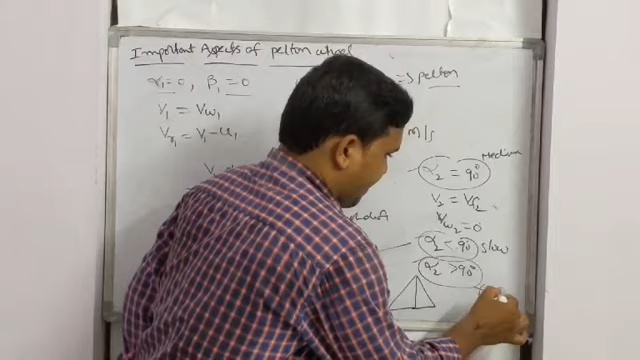 Important Aspects of pelton wheel
α₁=0, β₁=0
V₁ = Vw₁
Vr₁ = V₁-u₁
=s pelton
m/s
α₂ = 90° Medium
V₂ = Vf₂
Vw₂=0
α₂ < 90° slow
α₂ >90°